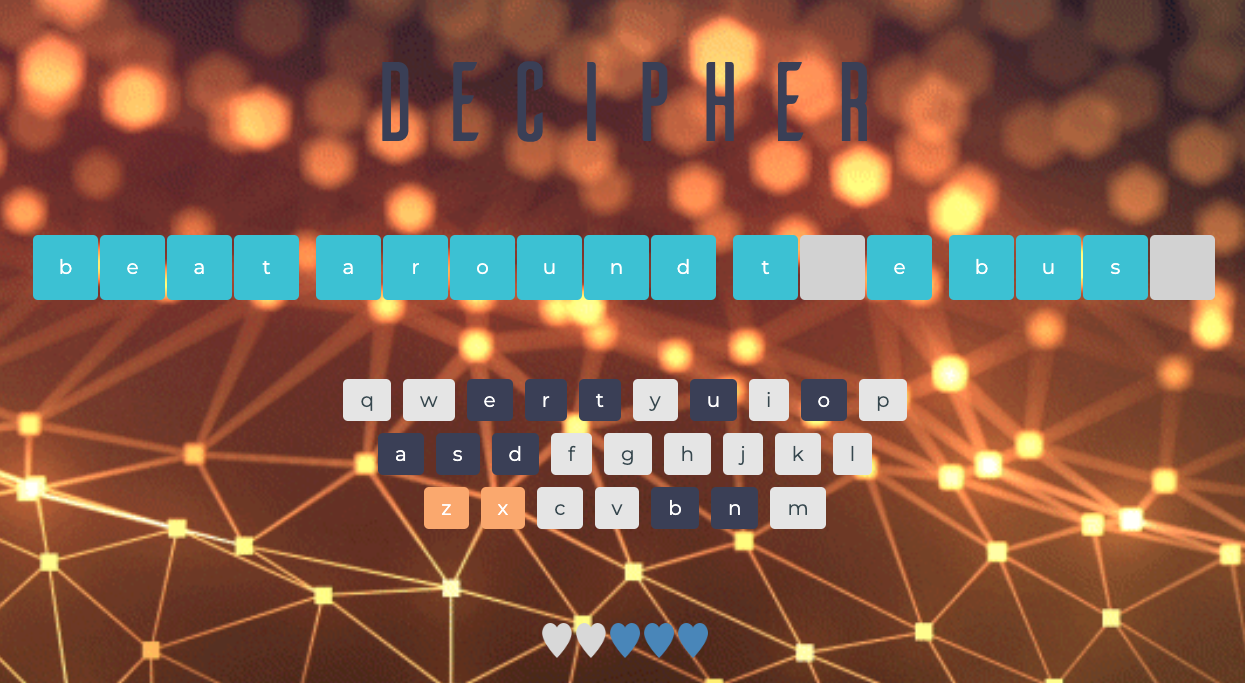 DECIPHER
beat around t e bus
q w e r t y u i o p
a s d f g h j k l
z x c v b n m